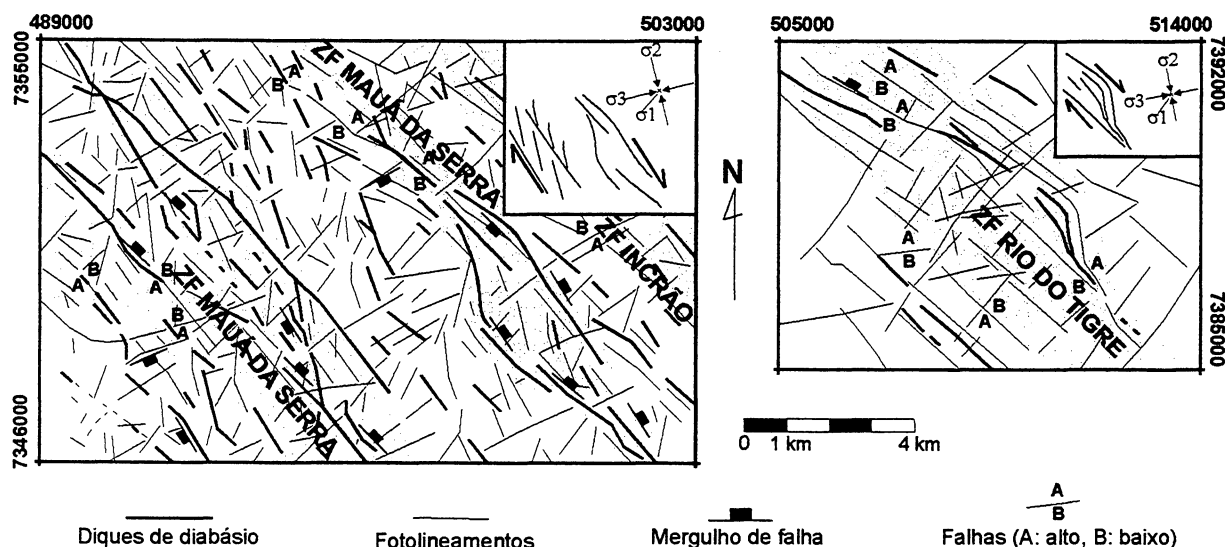 489000 503000
505000 514000
7355000
7346000
7392000
7385000
ZF MAUÁ DA SERRA
ZF MAUÁ DA SERRA
ZF INCRÃO
ZF RIO DO TIGRE
σ2
σ3
σ1
σ2
σ3
σ1
A
B
A
B
A
B
B
A
B
A
B
A
B
A
A
B
A
B
A
B
B
A
A
B
N
0 1 km 4 km
Diques de diabásio
Fotolineamentos
Mergulho de falha
A
B
Falhas (A: alto, B: baixo)